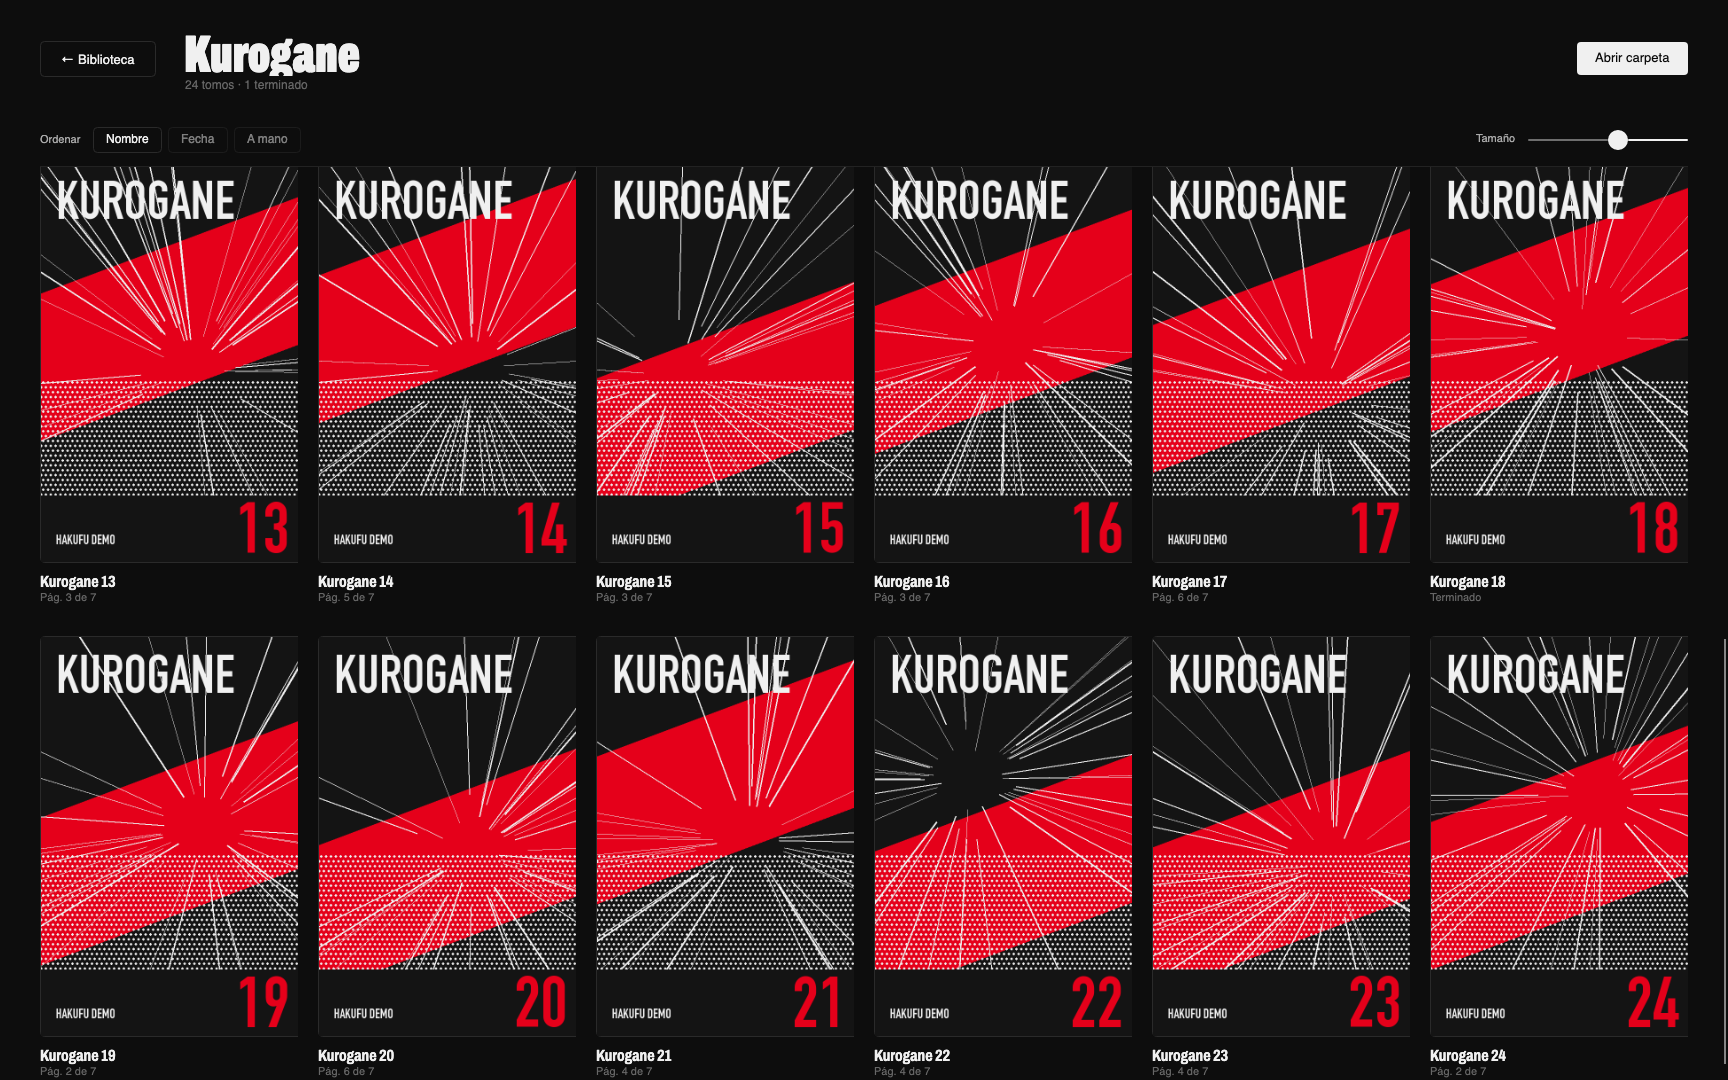 ← Biblioteca
Kurogane
24 tomos · 1 terminado
Abrir carpeta
Ordenar
Nombre
Fecha
A mano
Tamaño
KUROGANE
HAKUFU DEMO
13
Kurogane 13
Pág. 3 de 7
KUROGANE
HAKUFU DEMO
14
Kurogane 14
Pág. 5 de 7
KUROGANE
HAKUFU DEMO
15
Kurogane 15
Pág. 3 de 7
KUROGANE
HAKUFU DEMO
16
Kurogane 16
Pág. 3 de 7
KUROGANE
HAKUFU DEMO
17
Kurogane 17
Pág. 6 de 7
KUROGANE
HAKUFU DEMO
18
Kurogane 18
Terminado
KUROGANE
HAKUFU DEMO
19
Kurogane 19
Pág. 2 de 7
KUROGANE
HAKUFU DEMO
20
Kurogane 20
Pág. 6 de 7
KUROGANE
HAKUFU DEMO
21
Kurogane 21
Pág. 4 de 7
KUROGANE
HAKUFU DEMO
22
Kurogane 22
Pág. 4 de 7
KUROGANE
HAKUFU DEMO
23
Kurogane 23
Pág. 4 de 7
KUROGANE
HAKUFU DEMO
24
Kurogane 24
Pág. 2 de 7